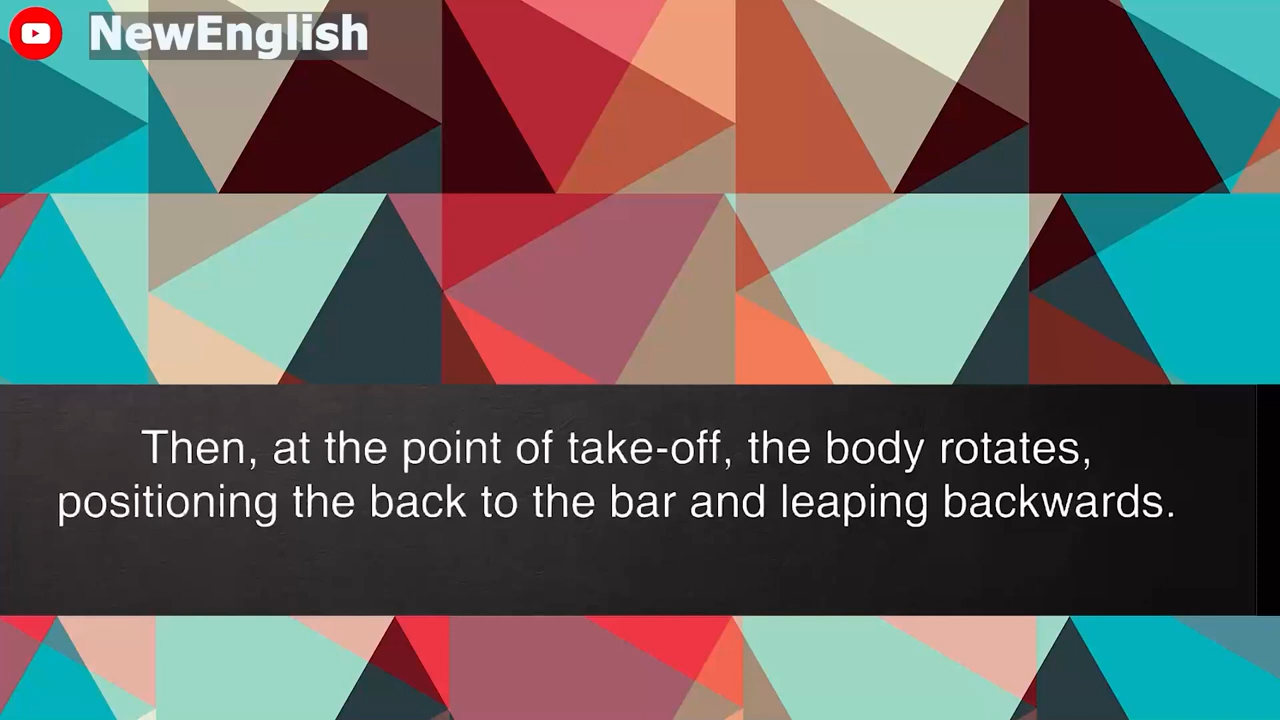 NewEnglish
Then, at the point of take-off, the body rotates,
positioning the back to the bar and leaping backwards.